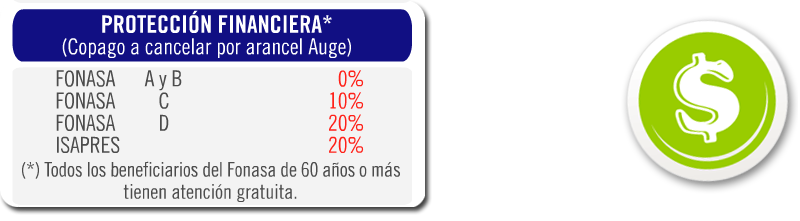 PROTECCIÓN FINANCIERA*
(Copago a cancelar por arancel Auge)
FONASA A y B 0%
FONASA C 10%
FONASA D 20%
ISAPRES 20%
(*) Todos los beneficiarios del Fonasa de 60 años o más
tienen atención gratuita.
$